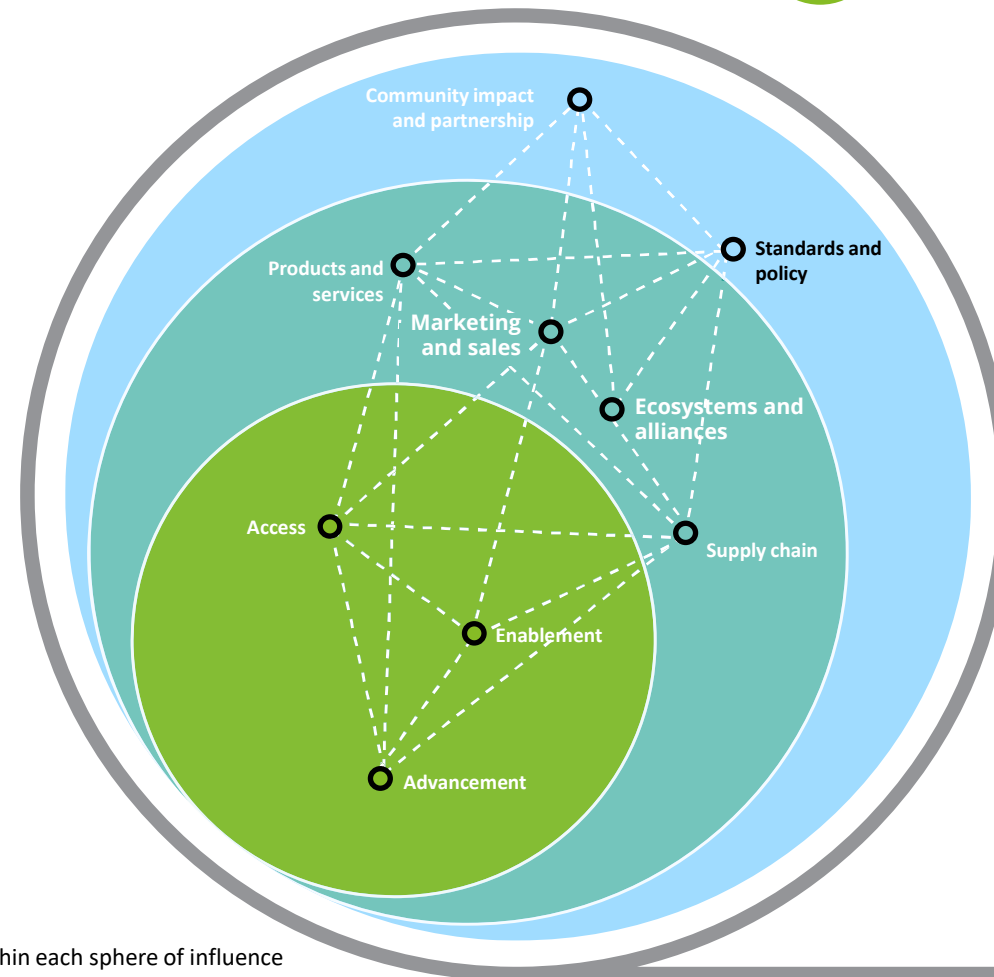 Community impact
and partnership
Standards and
policy
Products and
services
Marketing
and sales
Ecosystems and
alliances
Access
Supply chain
Enablement
Advancement
hin each sphere of influence